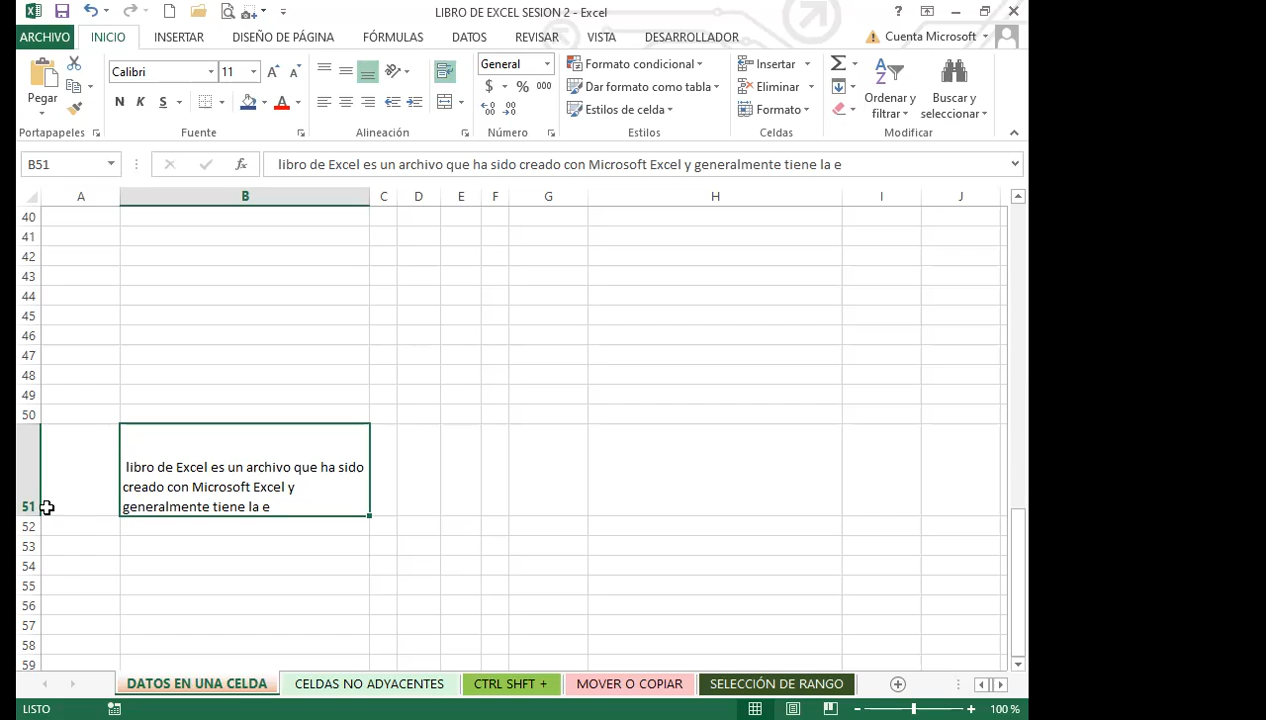 LIBRO DE EXCEL SESION 2 - Excel
?
ARCHIVO INICIO INSERTAR DISEÑO DE PÁGINA FÓRMULAS DATOS REVISAR VISTA DESARROLLADOR Cuenta Microsoft
Pegar
Calibri 11 A A
N K S A
General
$ % 000
Formato condicional
Dar formato como tabla
Estilos de celda
Insertar
Eliminar
Formato
Σ
Ordenar y filtrar
Buscar y seleccionar
Portapapeles Fuente Alineación Número Estilos Celdas Modificar
B51 fx libro de Excel es un archivo que ha sido creado con Microsoft Excel y generalmente tiene la e
A B C D E F G H I J
40
41
42
43
44
45
46
47
48
49
50
libro de Excel es un archivo que ha sido
creado con Microsoft Excel y
51 generalmente tiene la e
52
53
54
55
56
57
58
59
DATOS EN UNA CELDA CELDAS NO ADYACENTES CTRL SHFT + MOVER O COPIAR SELECCIÓN DE RANGO
LISTO 100 %